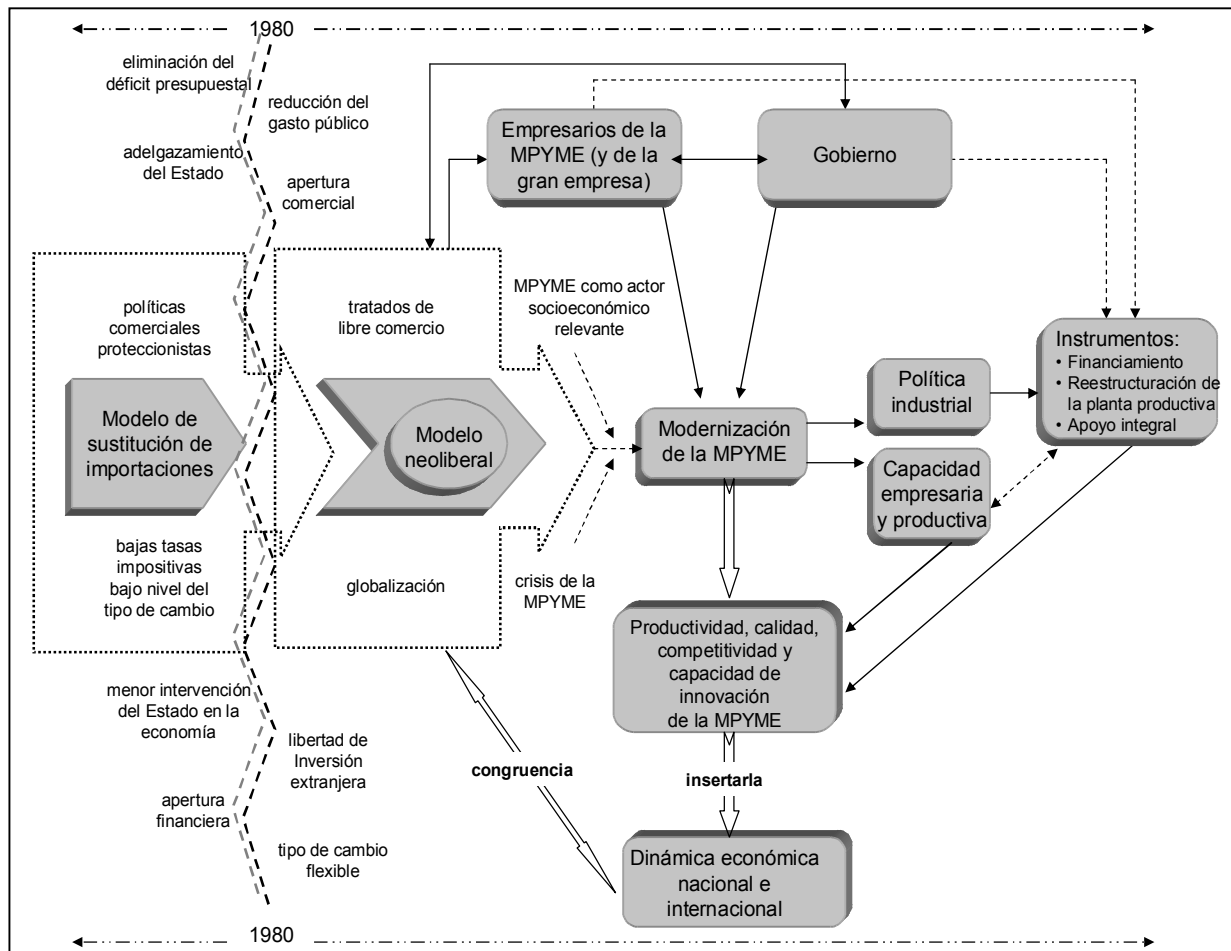 1980
eliminación del
déficit presupuestal
reducción del
gasto público
adelgazamiento
del Estado
apertura
comercial
Empresarios de la
MPYME (y de la
gran empresa)
Gobierno
políticas
comerciales
proteccionistas
tratados de
libre comercio
MPYME como actor
socioeconómico
relevante
Modelo de
sustitución de
importaciones
Modelo
neoliberal
Modernización
de la MPYME
Política
industrial
Capacidad
empresaria
y productiva
Instrumentos:
• Financiamiento
• Reestructuración de
la planta productiva
• Apoyo integral
bajas tasas
impositivas
bajo nivel del
tipo de cambio
globalización
crisis de la
MPYME
Productividad, calidad,
competitividad y
capacidad de
innovación
de la MPYME
menor intervención
del Estado en la
economía
libertad de
Inversión
extranjera
apertura
financiera
tipo de cambio
flexible
congruencia
insertarla
Dinámica económica
nacional e
internacional
1980